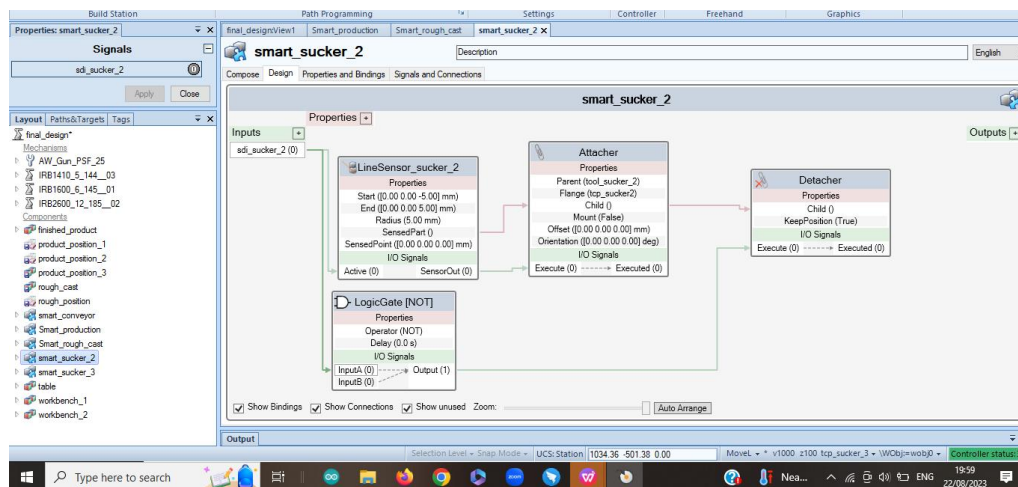 Build Station Path Programming Settings Controller Freehand Graphics
Properties: smart_sucker_2
final_design:View1 Smart_production Smart_rough_cast smart_sucker_2
Signals
sdi_sucker_2
Apply Close
smart_sucker_2 Description English
Compose Design Properties and Bindings Signals and Connections
Layout Paths&Targets Tags
final_design*
Mechanisms
AW_Gun_PSF_25
IRB1410_5_144__03
IRB1600_6_145__01
IRB2600_12_185__02
Components
finished_product
product_position_1
product_position_2
product_position_3
rough_cast
rough_position
smart_conveyor
Smart_production
Smart_rough_cast
smart_sucker_2
smart_sucker_3
table
workbench_1
workbench_2
smart_sucker_2
Properties +
Inputs +
Outputs +
sdi_sucker_2 (0)
LineSensor_sucker_2
Properties
Start ([0.00 0.00 -5.00] mm)
End ([0.00 0.00 5.00] mm)
Radius (5.00 mm)
SensedPart ()
SensedPoint ([0.00 0.00 0.00] mm)
I/O Signals
Active (0) SensorOut (0)
Attacher
Properties
Parent (tool_sucker_2)
Flange (tcp_sucker2)
Child ()
Mount (False)
Offset ([0.00 0.00 0.00] mm)
Orientation ([0.00 0.00 0.00] deg)
I/O Signals
Execute (0) Executed (0)
Detacher
Properties
Child ()
KeepPosition (True)
I/O Signals
Execute (0) Executed (0)
LogicGate [NOT]
Properties
Operator (NOT)
Delay (0.0 s)
I/O Signals
InputA (0) Output (1)
InputB (0)
Show Bindings Show Connections Show unused Zoom: Auto Arrange
Output
Selection Level Snap Mode UCS: Station 1034.36 -501.38 0.00 MoveL * v1000 z100 tcp_sucker_3 \WObj:=wobj0 Controller status:
Type here to search Nea... ENG 19:59
22/08/2023